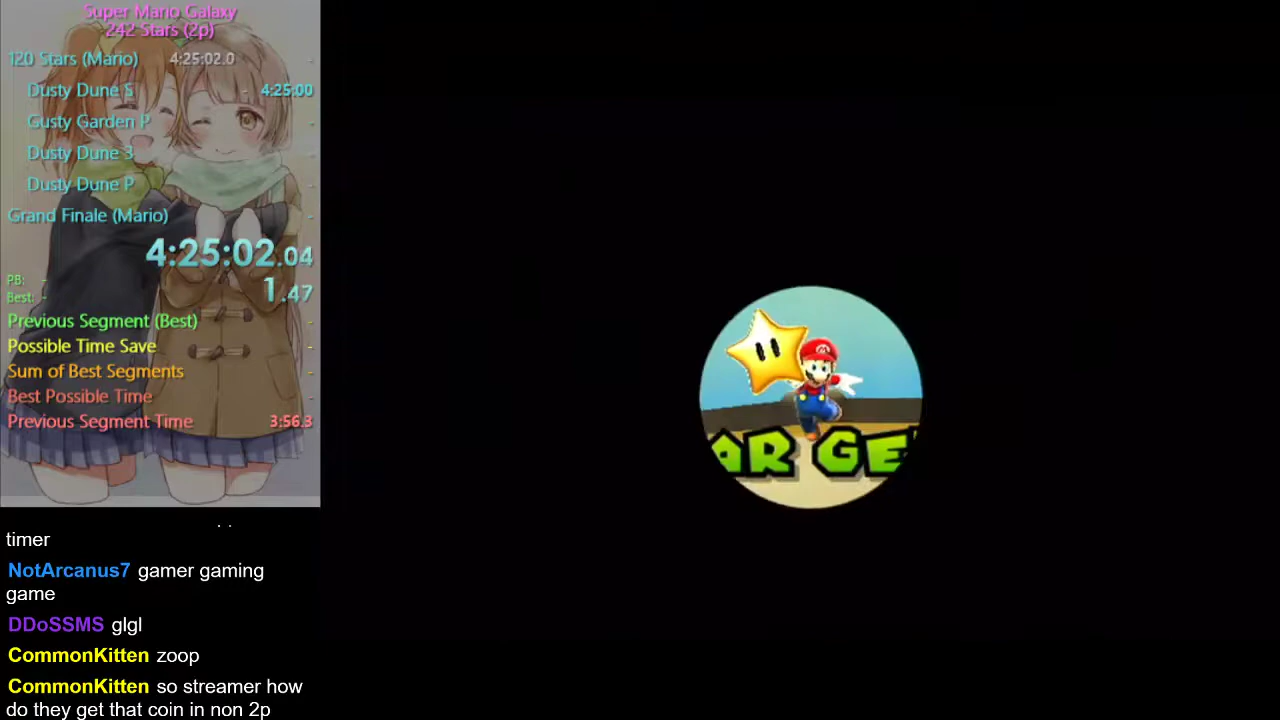 Super Mario Galaxy
242 Stars (2p)
120 Stars (Mario) 4:25:02.0 -
Dusty Dune S - 4:25:00
Gusty Garden P -
Dusty Dune 3 -
Dusty Dune P -
Grand Finale (Mario) -
4:25:02.04
PB: -
Best: -
1.47
Previous Segment (Best) -
Possible Time Save -
Sum of Best Segments -
Best Possible Time -
Previous Segment Time 3:56.3
AR GE
timer
NotArcanus7 gamer gaming
game
DDoSSMS glgl
CommonKitten zoop
CommonKitten so streamer how
do they get that coin in non 2p